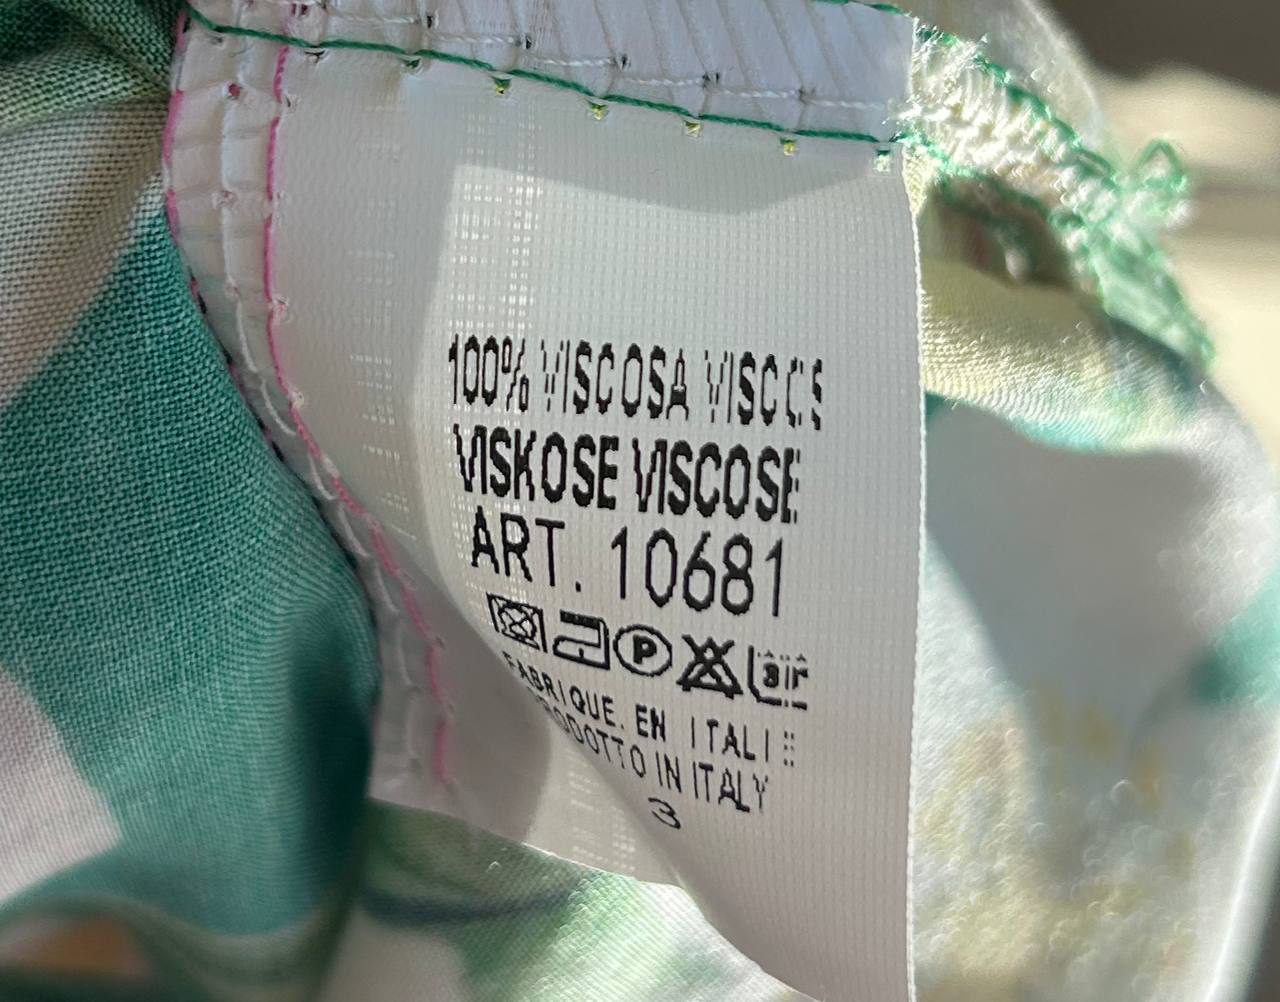 100% VISCOSA VISCOS
VISKOSE VISCOSE
ART. 10681
P
FABRIQUE. EN ITALI
PRODOTTO IN ITALY
3